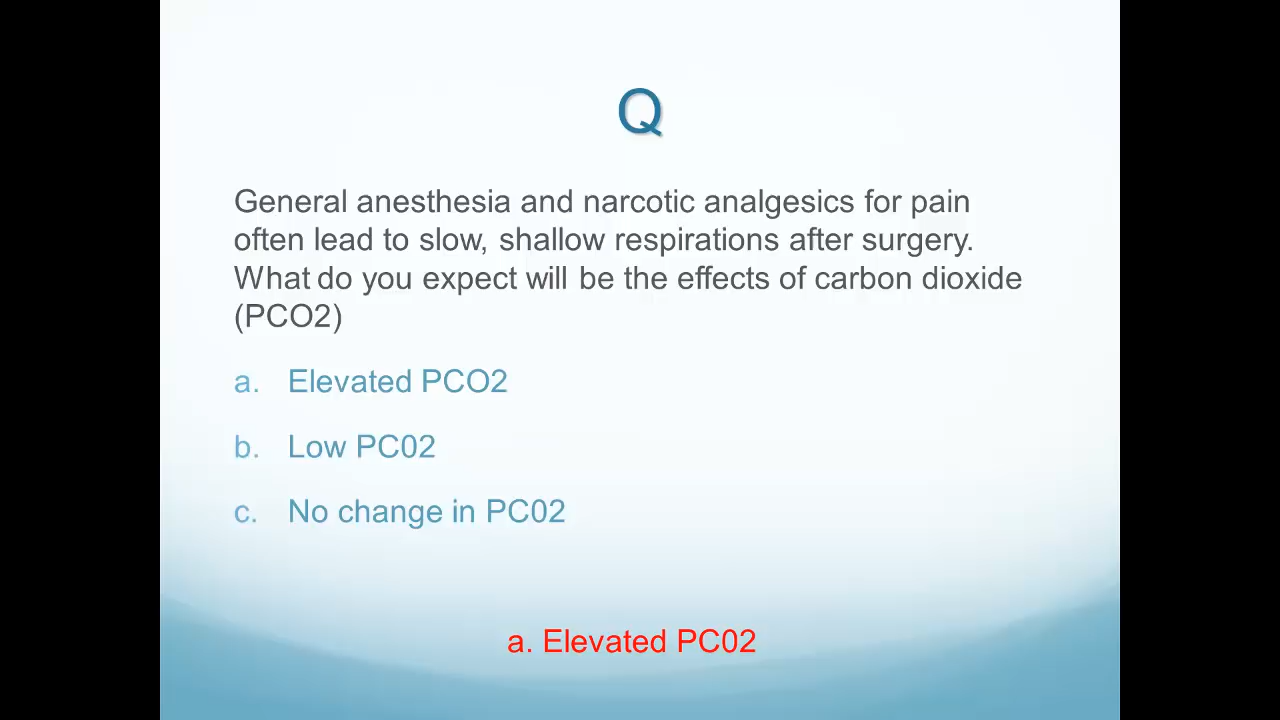 Q
General anesthesia and narcotic analgesics for pain
often lead to slow, shallow respirations after surgery.
What do you expect will be the effects of carbon dioxide
(PCO2)
a. Elevated PCO2
b. Low PC02
c. No change in PC02
a. Elevated PC02